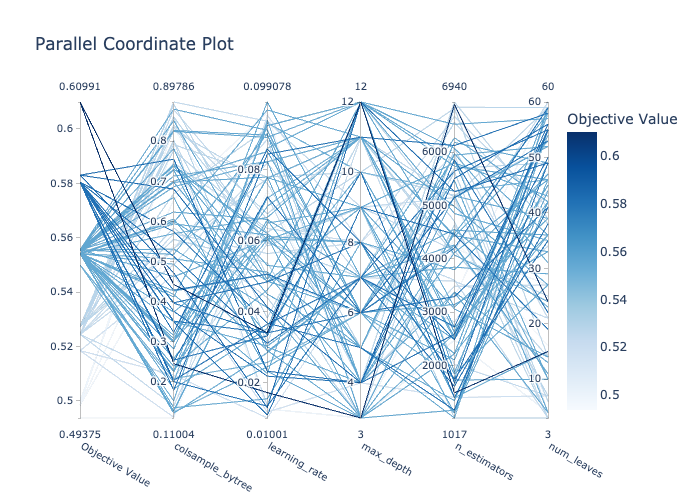 Parallel Coordinate Plot
0.60991 0.89786 0.099078 12 6940 60
Objective Value
0.6 0.58 0.56 0.54 0.52 0.5
0.8 0.7 0.6 0.5 0.4 0.3 0.2
0.08 0.06 0.04 0.02
12 10 8 6 4
6000 5000 4000 3000 2000
60 50 40 30 20 10
0.6 0.58 0.56 0.54 0.52 0.5
0.49375 0.11004 0.01001 3 1017 3
Objective Value colsample_bytree learning_rate max_depth n_estimators num_leaves